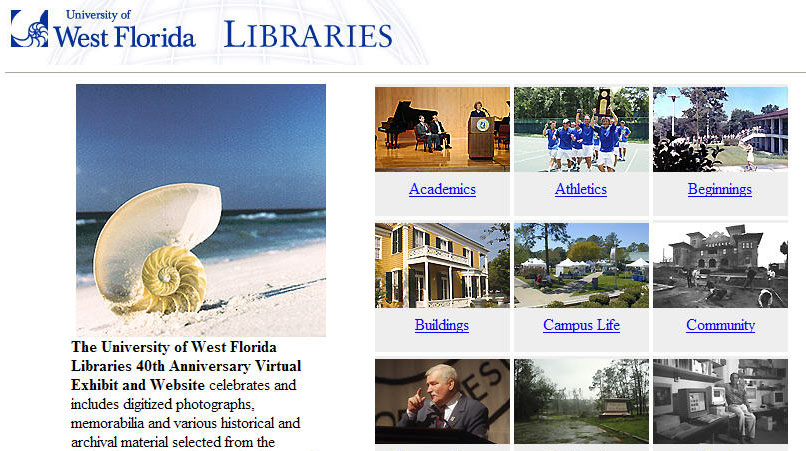 University of
West Florida
LIBRARIES
Academics
Athletics
Beginnings
Buildings
Campus Life
Community
The University of West Florida
Libraries 40th Anniversary Virtual
Exhibit and Website celebrates and
includes digitized photographs,
memorabilia and various historical and
archival material selected from the